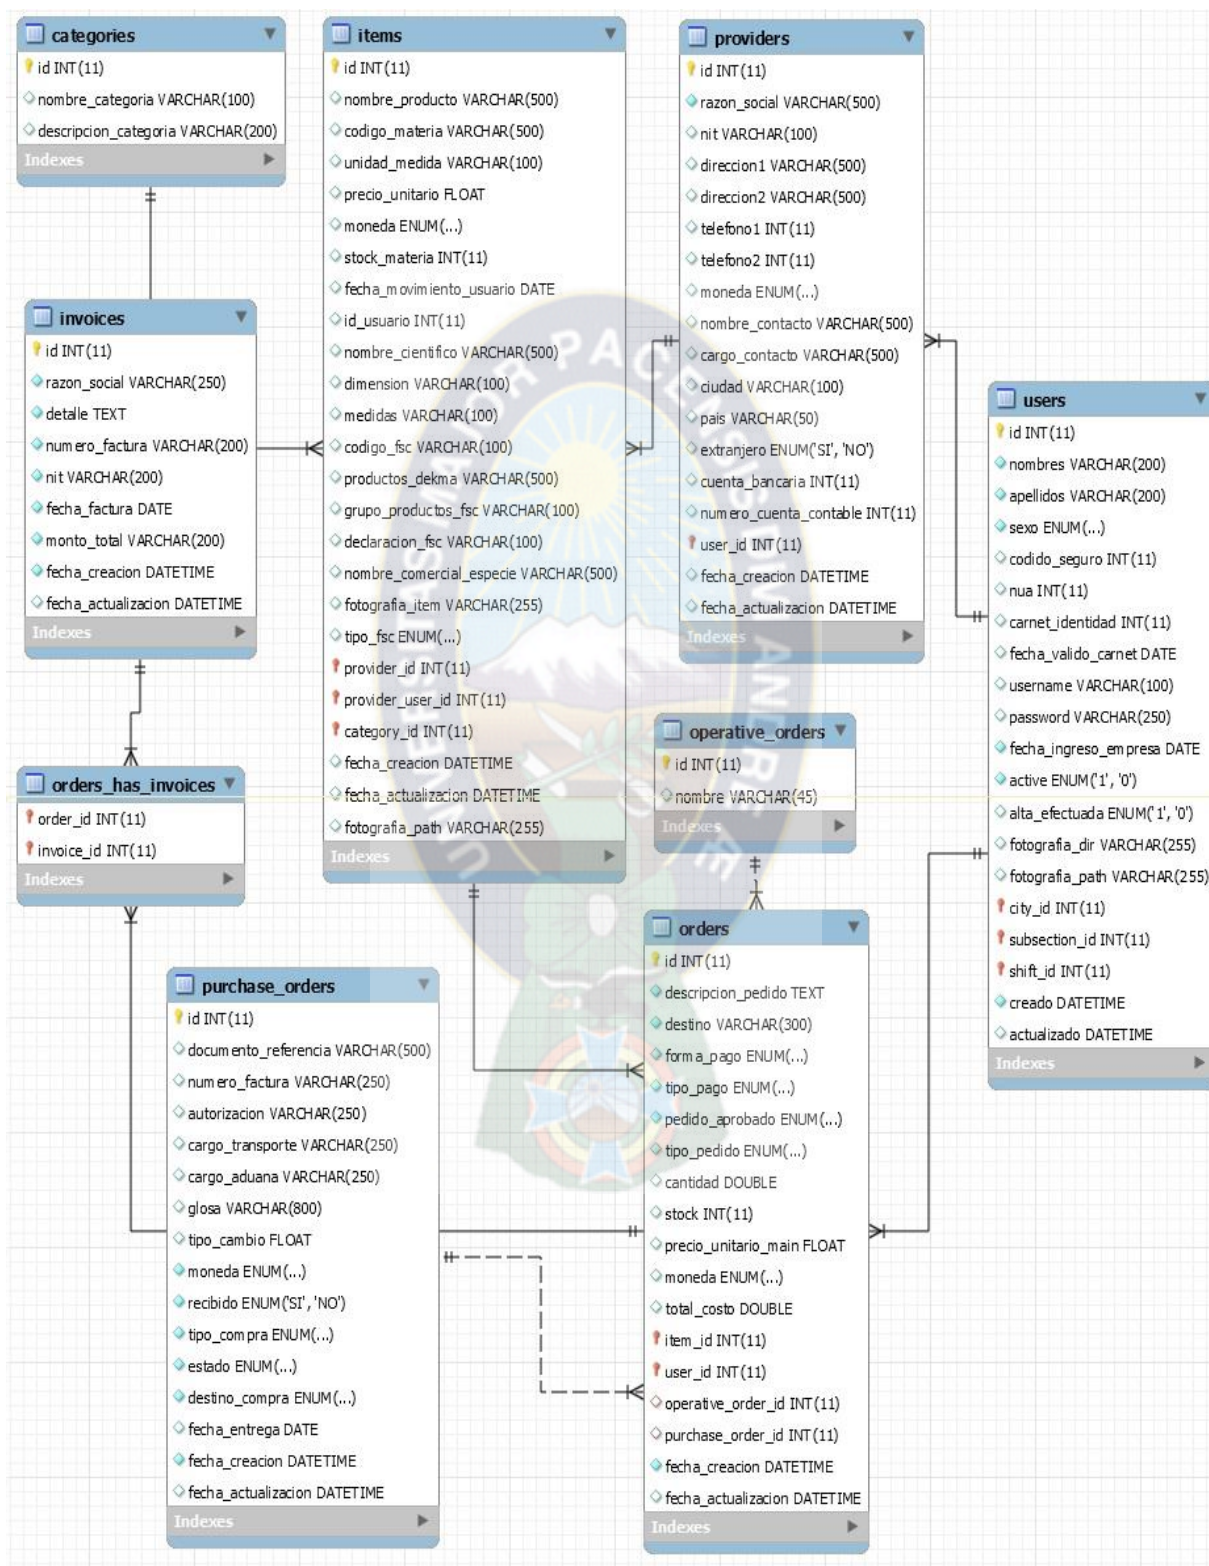 categories
id INT(11)
nombre_categoria VARCHAR(100)
descripcion_categoria VARCHAR(200)
Indexes
items
id INT(11)
nombre_producto VARCHAR(500)
codigo_materia VARCHAR(500)
unidad_medida VARCHAR(100)
precio_unitario FLOAT
moneda ENUM(...)
stock_materia INT(11)
fecha_movimiento_usuario DATE
id_usuario INT(11)
nombre_cientifico VARCHAR(500)
dimension VARCHAR(100)
medidas VARCHAR(100)
codigo_fsc VARCHAR(100)
productos_dekma VARCHAR(500)
grupo_productos_fsc VARCHAR(100)
declaracion_fsc VARCHAR(100)
nombre_comercial_especie VARCHAR(500)
fotografia_item VARCHAR(255)
tipo_fsc ENUM(...)
provider_id INT(11)
provider_user_id INT(11)
category_id INT(11)
fecha_creacion DATETIME
fecha_actualizacion DATETIME
fotografia_path VARCHAR(255)
Indexes
providers
id INT(11)
razon_social VARCHAR(500)
nit VARCHAR(100)
direccion1 VARCHAR(500)
direccion2 VARCHAR(500)
telefono1 INT(11)
telefono2 INT(11)
moneda ENUM(...)
nombre_contacto VARCHAR(500)
cargo_contacto VARCHAR(500)
ciudad VARCHAR(100)
pais VARCHAR(50)
extranjero ENUM('SI', 'NO')
cuenta_bancaria INT(11)
numero_cuenta_contable INT(11)
user_id INT(11)
fecha_creacion DATETIME
fecha_actualizacion DATETIME
Indexes
invoices
id INT(11)
razon_social VARCHAR(250)
detalle TEXT
numero_factura VARCHAR(200)
nit VARCHAR(200)
fecha_factura DATE
monto_total VARCHAR(200)
fecha_creacion DATETIME
fecha_actualizacion DATETIME
Indexes
users
id INT(11)
nombres VARCHAR(200)
apellidos VARCHAR(200)
sexo ENUM(...)
codido_seguro INT(11)
nua INT(11)
carnet_identidad INT(11)
fecha_valido_carnet DATE
username VARCHAR(100)
password VARCHAR(250)
fecha_ingreso_empresa DATE
active ENUM('1', '0')
alta_efectuada ENUM('1', '0')
fotografia_dir VARCHAR(255)
fotografia_path VARCHAR(255)
city_id INT(11)
subsection_id INT(11)
shift_id INT(11)
creado DATETIME
actualizado DATETIME
Indexes
operative_orders
id INT(11)
nombre VARCHAR(45)
Indexes
orders_has_invoices
order_id INT(11)
invoice_id INT(11)
Indexes
purchase_orders
id INT(11)
documento_referencia VARCHAR(500)
numero_factura VARCHAR(250)
autorizacion VARCHAR(250)
cargo_transporte VARCHAR(250)
cargo_aduana VARCHAR(250)
glosa VARCHAR(800)
tipo_cambio FLOAT
moneda ENUM(...)
recibido ENUM('SI', 'NO')
tipo_compra ENUM(...)
estado ENUM(...)
destino_compra ENUM(...)
fecha_entrega DATE
fecha_creacion DATETIME
fecha_actualizacion DATETIME
Indexes
orders
id INT(11)
descripcion_pedido TEXT
destino VARCHAR(300)
forma_pago ENUM(...)
tipo_pago ENUM(...)
pedido_aprobado ENUM(...)
tipo_pedido ENUM(...)
cantidad DOUBLE
stock INT(11)
precio_unitario_main FLOAT
moneda ENUM(...)
total_costo DOUBLE
item_id INT(11)
user_id INT(11)
operative_order_id INT(11)
purchase_order_id INT(11)
fecha_creacion DATETIME
fecha_actualizacion DATETIME
Indexes